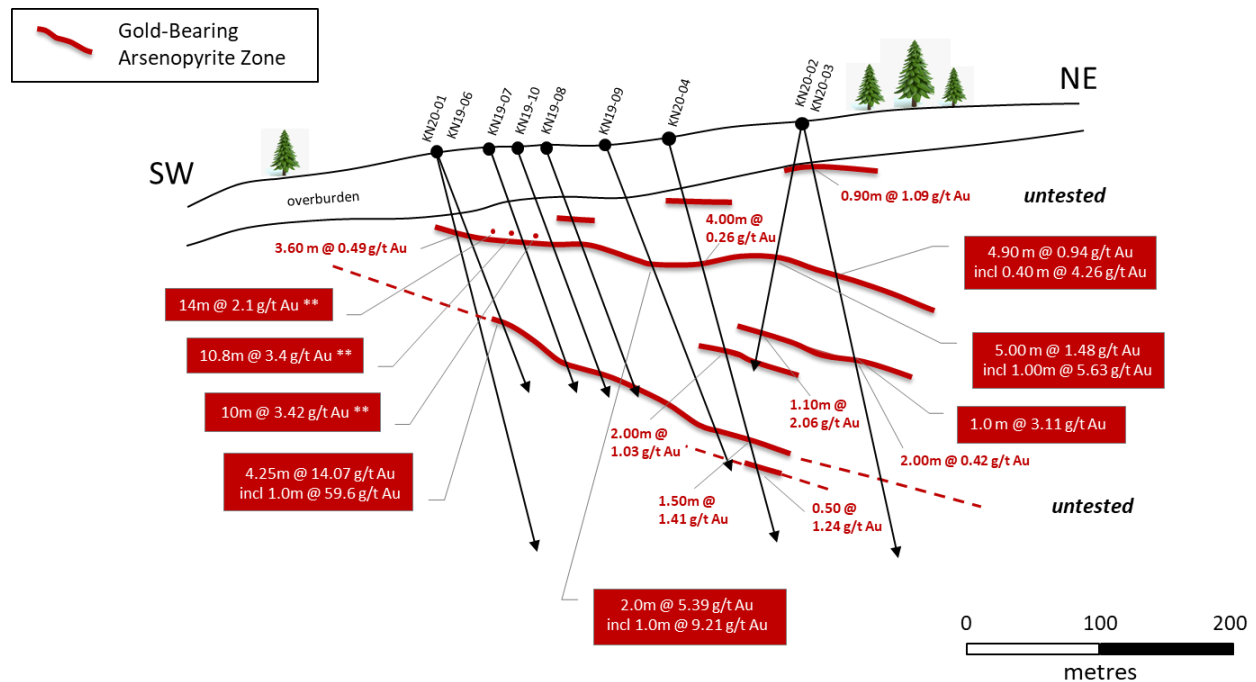 Gold-Bearing
Arsenopyrite Zone
SW
NE
KN20-01
KN19-06
KN19-07
KN19-10
KN19-08
KN19-09
KN20-04
KN20-02
KN20-03
overburden
untested
0.90m @ 1.09 g/t Au
4.00m @
0.26 g/t Au
3.60 m @ 0.49 g/t Au
4.90 m @ 0.94 g/t Au
incl 0.40 m @ 4.26 g/t Au
14m @ 2.1 g/t Au **
10.8m @ 3.4 g/t Au **
5.00 m @ 1.48 g/t Au
incl 1.00m @ 5.63 g/t Au
10m @ 3.42 g/t Au **
1.10m @
2.06 g/t Au
1.0 m @ 3.11 g/t Au
2.00m @
1.03 g/t Au
2.00m @ 0.42 g/t Au
4.25m @ 14.07 g/t Au
incl 1.0m @ 59.6 g/t Au
1.50m @
1.41 g/t Au
0.50 @
1.24 g/t Au
untested
2.0m @ 5.39 g/t Au
incl 1.0m @ 9.21 g/t Au
0 100 200
metres